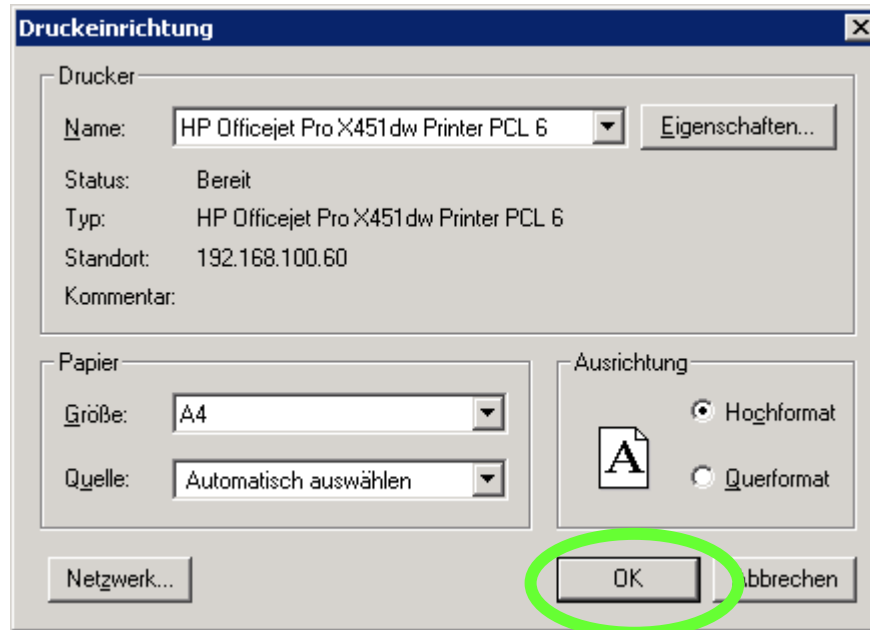 Druckeinrichtung
Drucker
Name: HP Officejet Pro X451dw Printer PCL 6 Eigenschaften...
Status: Bereit
Typ: HP Officejet Pro X451dw Printer PCL 6
Standort: 192.168.100.60
Kommentar:
Papier
Größe: A4
Quelle: Automatisch auswählen
Ausrichtung
A
Hochformat
Querformat
Netzwerk... OK Abbrechen